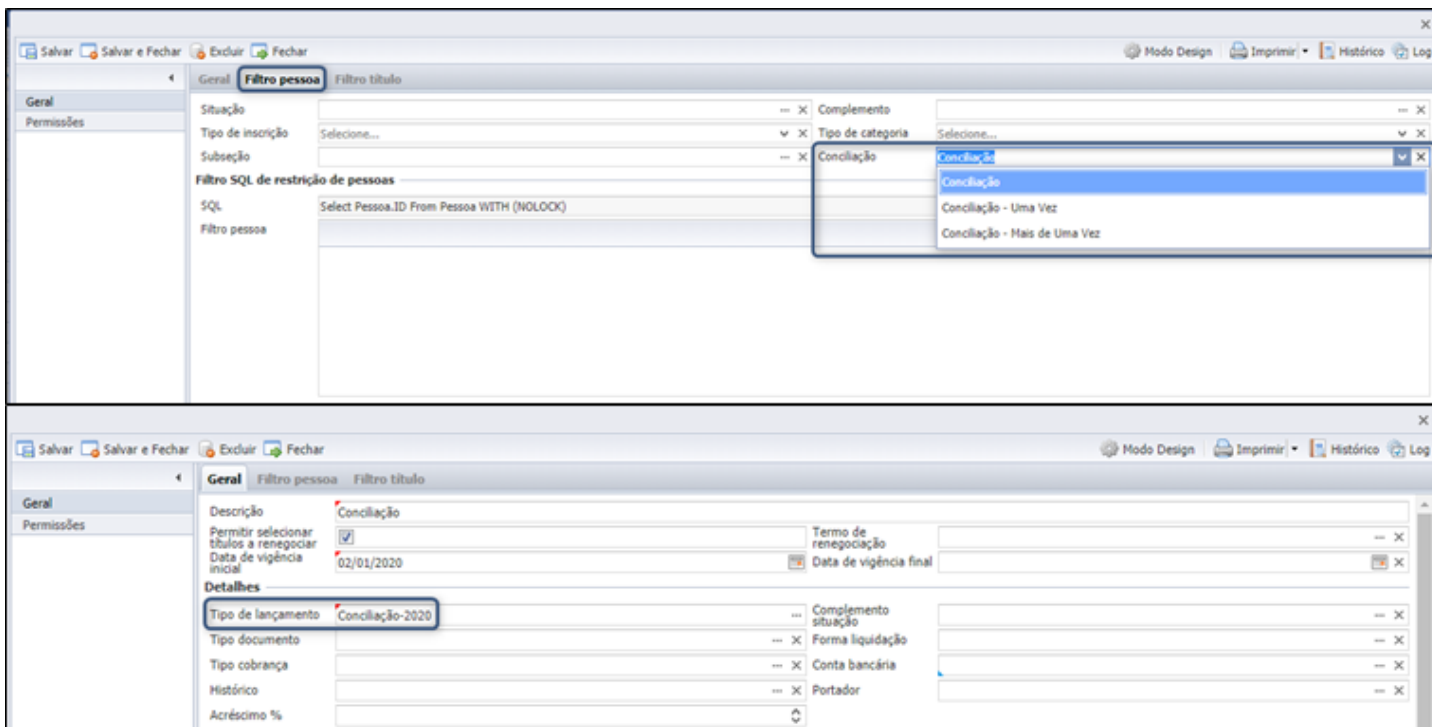 Salvar Salvar e Fechar Excluir Fechar Modo Design Imprimir Histórico Log
Geral Filtro pessoa Filtro título
Geral
Permissões
Situação Complemento
Tipo de inscrição Selecione... Tipo de categoria Selecione...
Subseção Conciliação Conciliação
Filtro SQL de restrição de pessoas
Conciliação
SQL Select Pessoa.ID From Pessoa WITH (NOLOCK)
Conciliação - Uma Vez
Filtro pessoa
Conciliação - Mais de Uma Vez
Salvar Salvar e Fechar Excluir Fechar Modo Design Imprimir Histórico Log
Geral Filtro pessoa Filtro título
Geral
Permissões
Descrição Conciliação
Permitir selecionar títulos a renegociar Termo de renegociação
Data de vigência inicial 02/01/2020 Data de vigência final
Detalhes
Tipo de lançamento Conciliação-2020 Complemento situação
Tipo documento Forma liquidação
Tipo cobrança Conta bancária
Histórico Portador
Acréscimo %